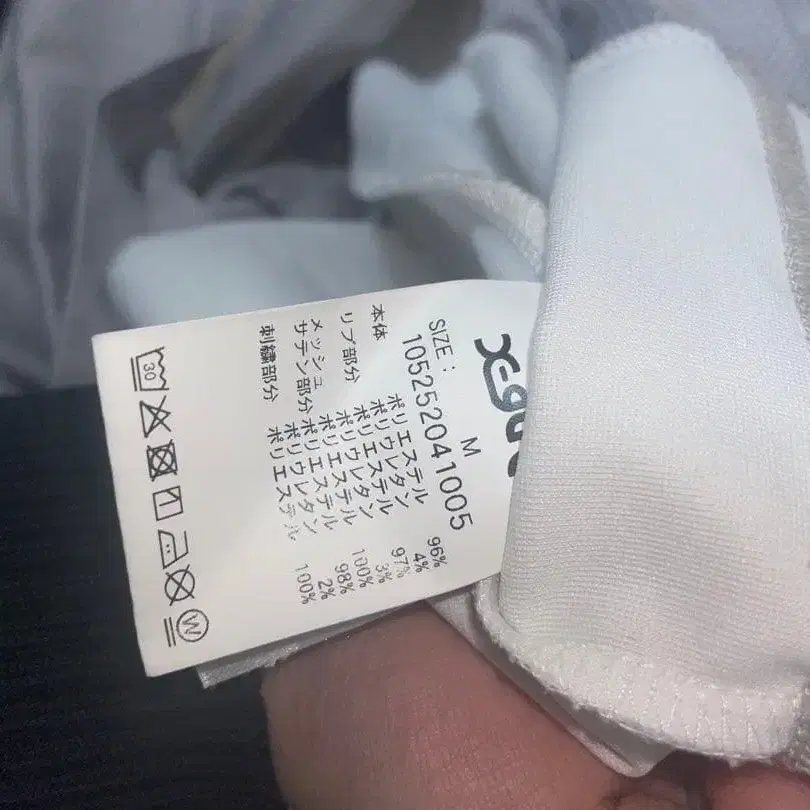 SIZE : M
105252041005
本体 ポリエステル 96%
ポリウレタン 4%
リブ部分 ポリエステル 97%
ポリウレタン 3%
メッシュ ポリエステル 100%
サテン部分 ポリエステル 98%
ポリウレタン 2%
刺繍部分 ポリエステル 100%
30 W